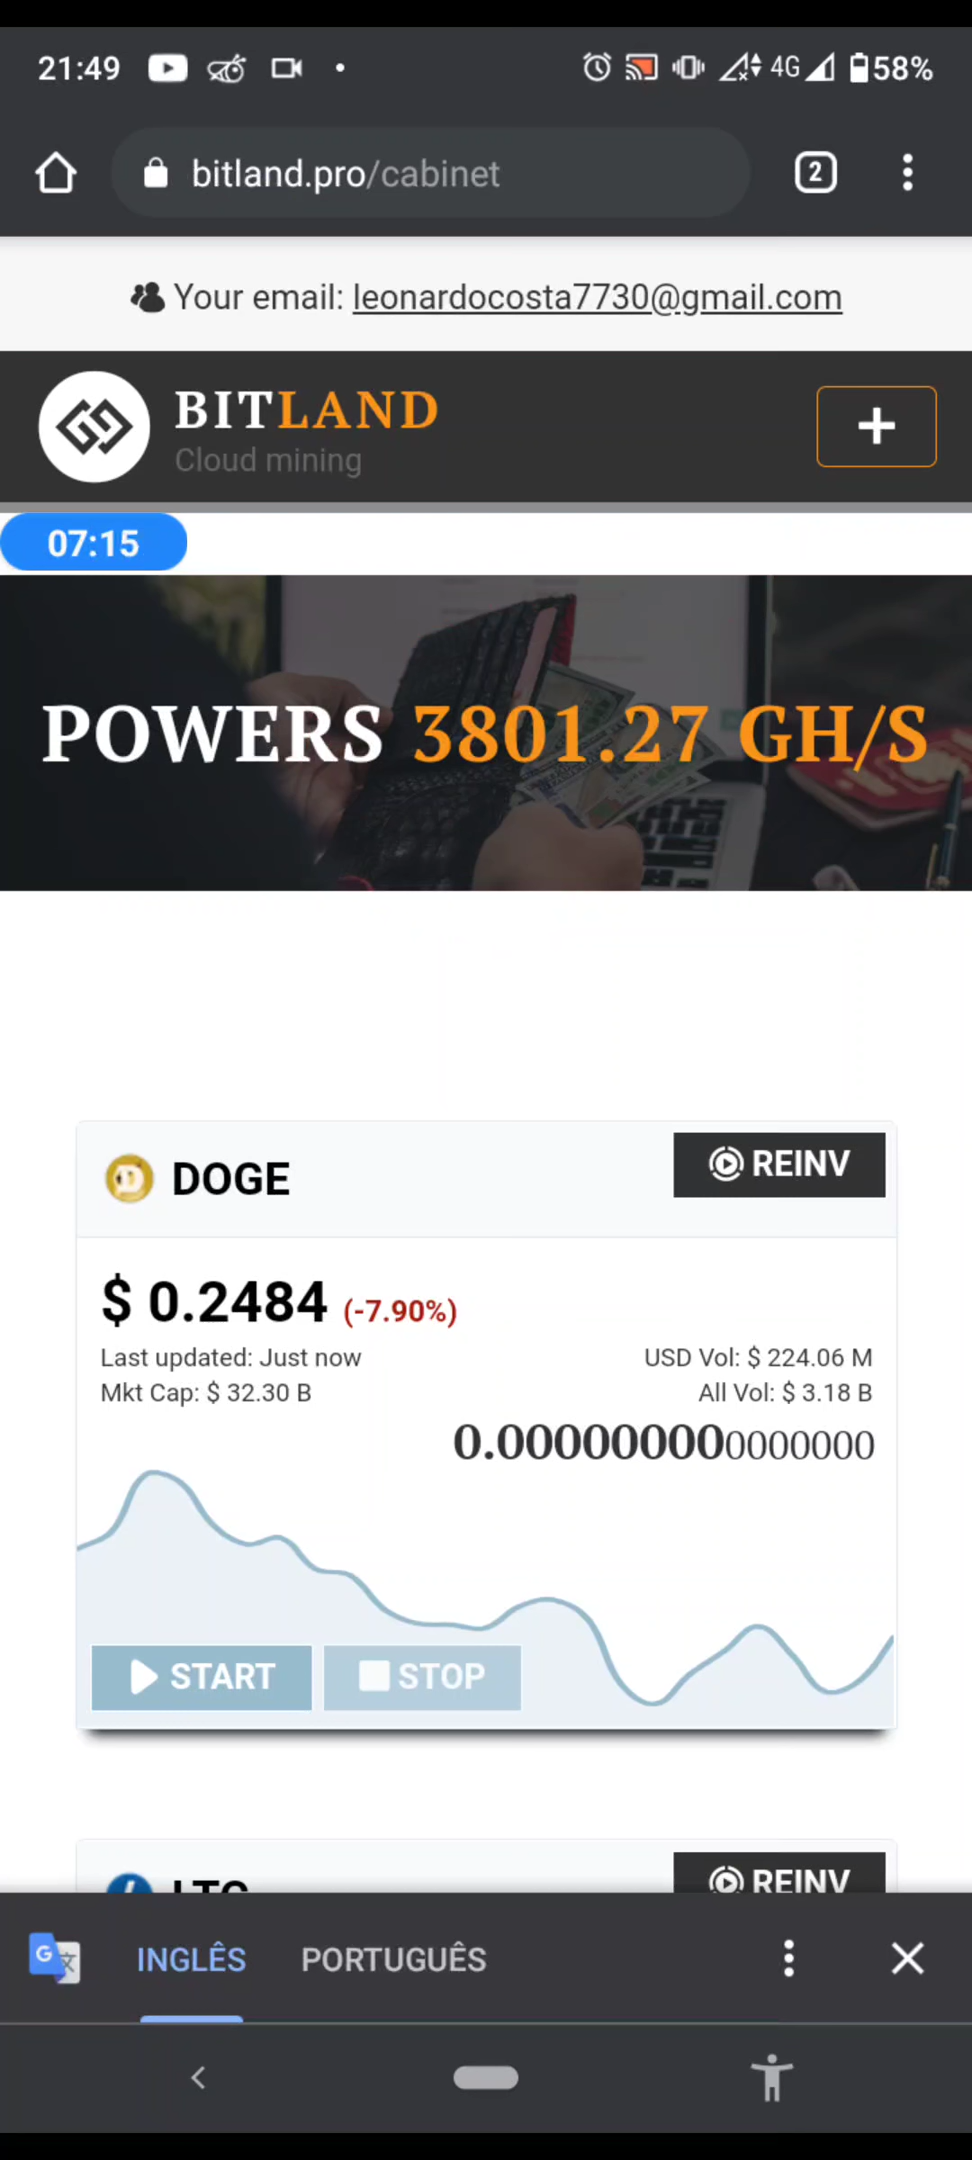 21:49 4G 58%
bitland.pro/cabinet 2
Your email: leonardocosta7730@gmail.com
BITLAND
Cloud mining
07:15
POWERS 3801.27 GH/S
DOGE REINV
$ 0.2484 (-7.90%)
Last updated: Just now USD Vol: $ 224.06 M
Mkt Cap: $ 32.30 B All Vol: $ 3.18 B
0.000000000000000
START STOP
LTC REINV
INGLÊS PORTUGUÊS